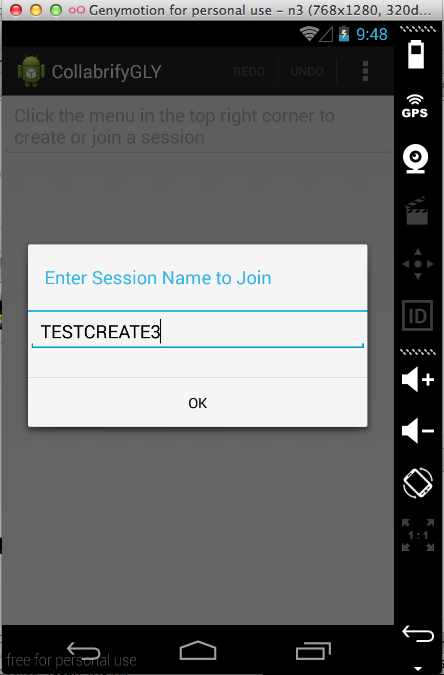 Genymotion for personal use - n3 (768x1280, 320d...
9:48
CollabrifyGLY
REDO
UNDO
Click the menu in the top right corner to
create or join a session
Enter Session Name to Join
TESTCREATE3
OK
GPS
ID
1:1
free for personal use